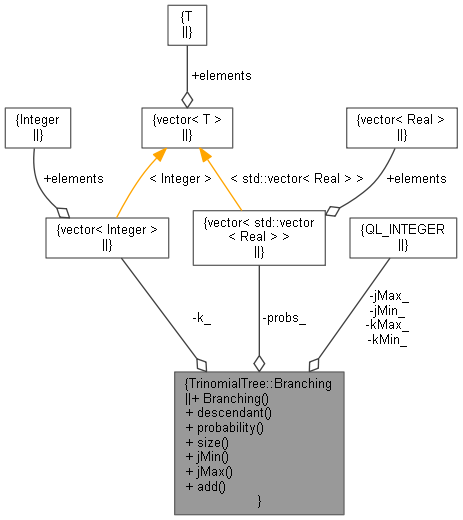 {T
||}
+elements
{Integer
||}
{vector< T >
||}
{vector< Real >
||}
+elements
< Integer >
< std::vector< Real > >
+elements
{vector< Integer >
||}
{vector< std::vector
< Real > >
||}
{QL_INTEGER
||}
-k_
-probs_
-jMax_
-jMin_
-kMax_
-kMin_
{TrinomialTree::Branching
||+ Branching()
+ descendant()
+ probability()
+ size()
+ jMin()
+ jMax()
+ add()
}